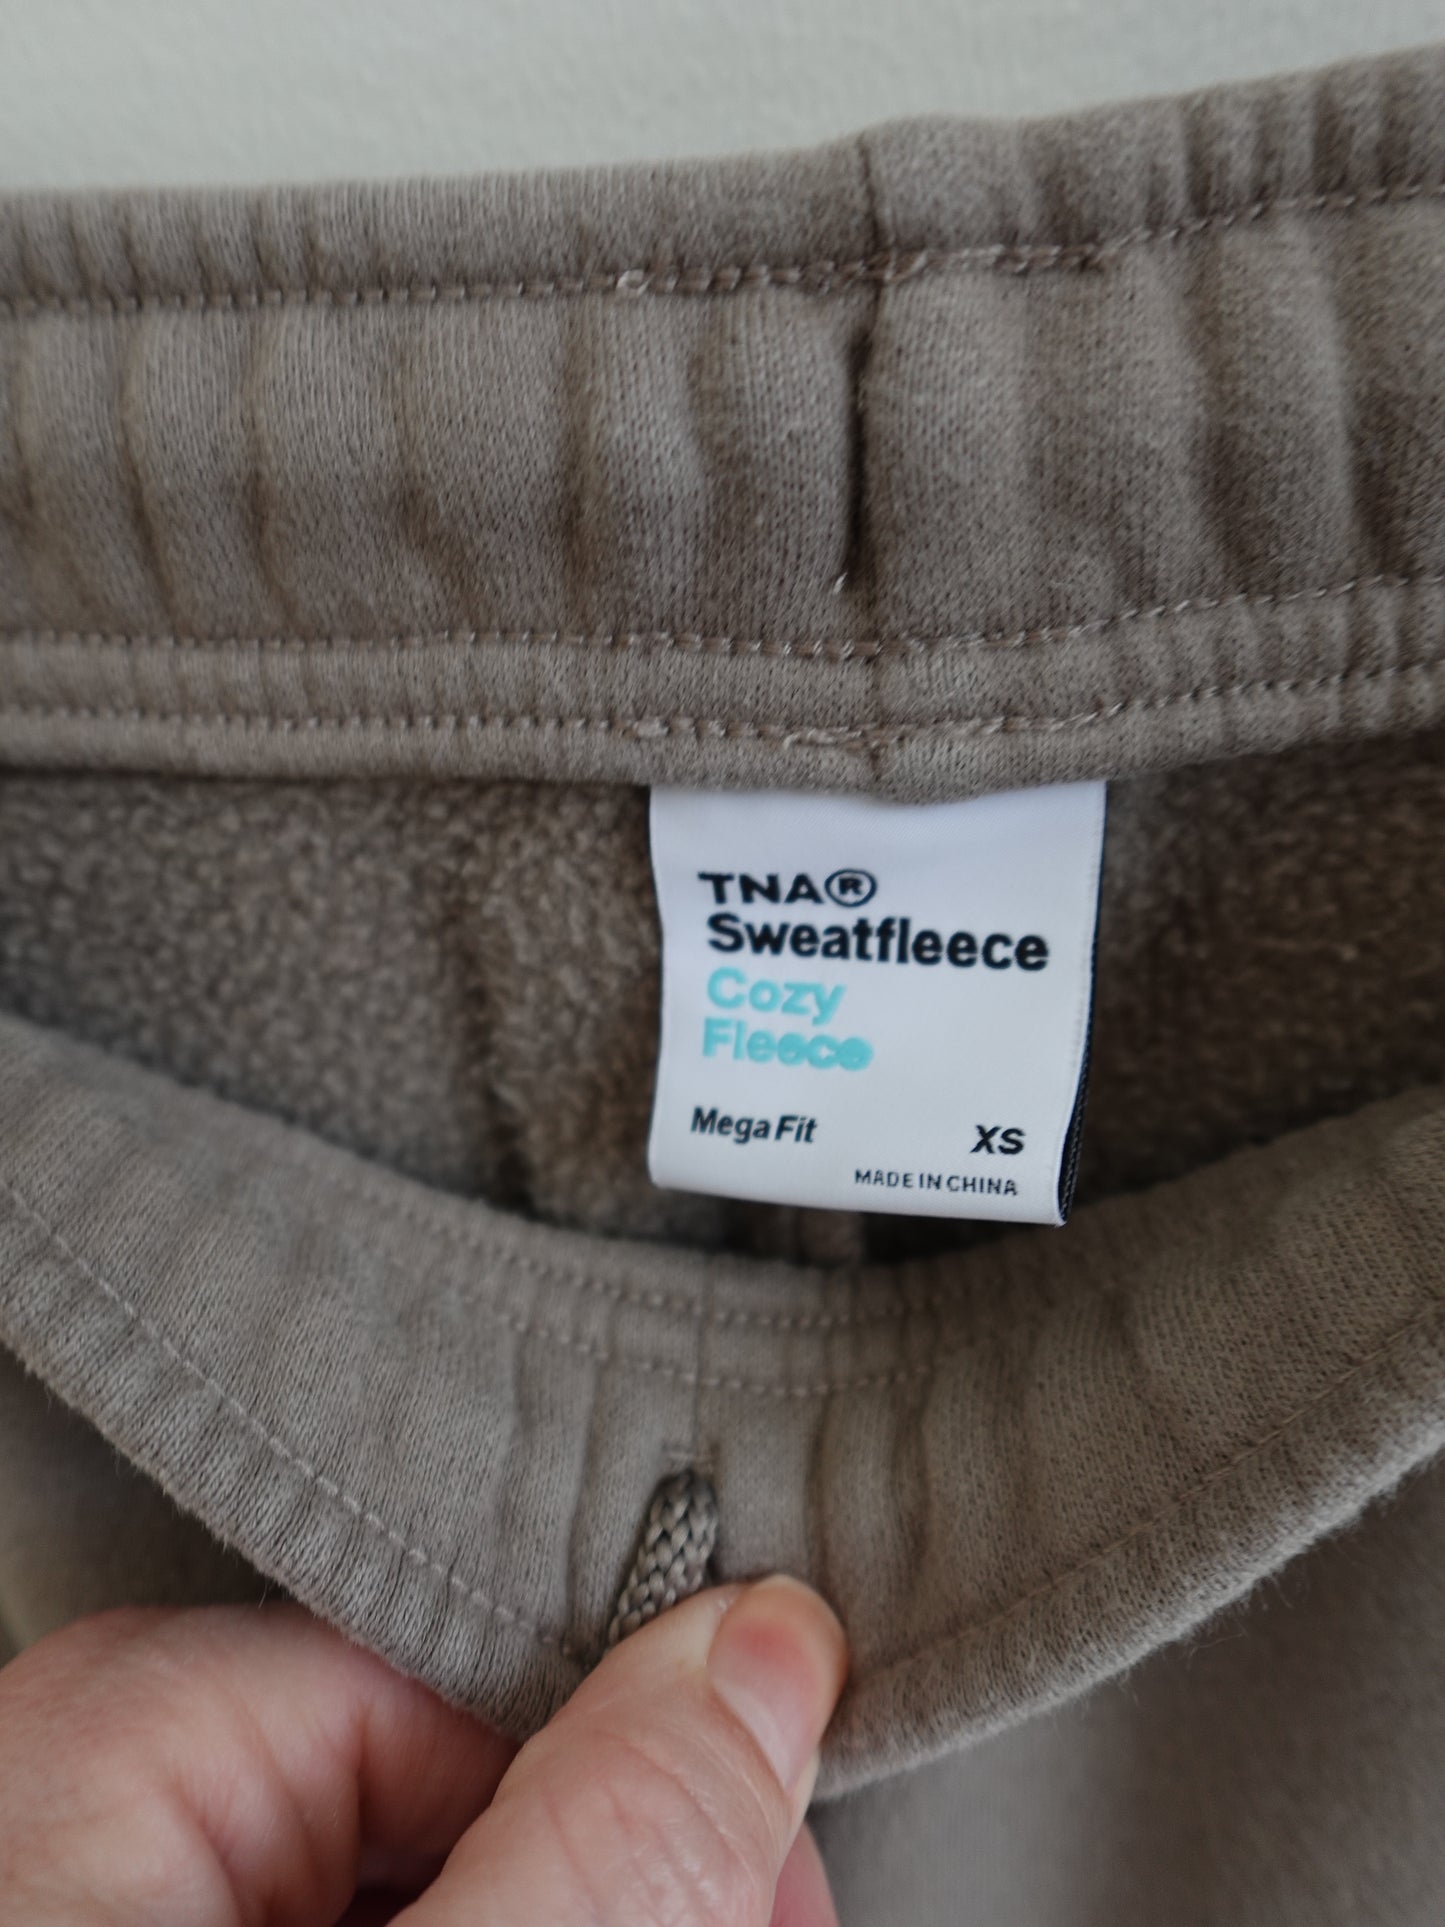 TNA®
Sweatfleece
Cozy
Fleece
Mega Fit
XS
MADE IN CHINA